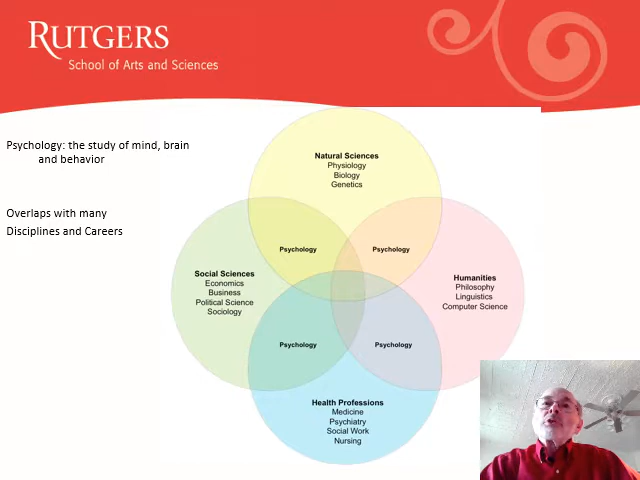 RUTGERS
School of Arts and Sciences
Psychology: the study of mind, brain
and behavior
Overlaps with many
Disciplines and Careers
Natural Sciences
Physiology
Biology
Genetics
Psychology
Psychology
Social Sciences
Economics
Business
Political Science
Sociology
Humanities
Philosophy
Linguistics
Computer Science
Psychology
Psychology
Health Professions
Medicine
Psychiatry
Social Work
Nursing